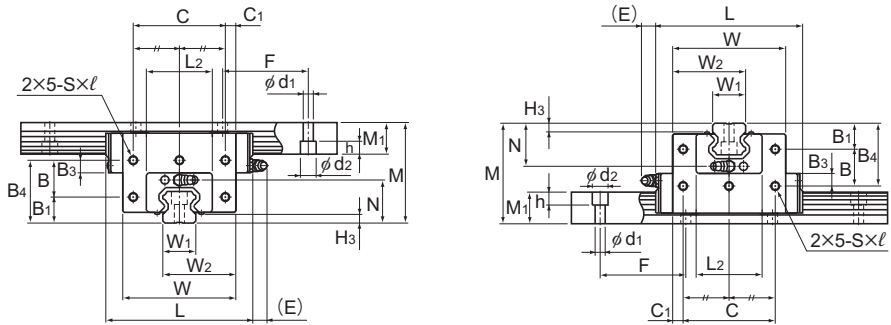 C
C1
L2
F
φd1
2×5-S×ℓ
h
M1
φd2
M
B3
B
B4
B1
N
H3
W1
W2
W
L
(E)
(E)
L
W
W2
W1
H3
N
B1
B3
B
B4
M
φd2
M1
h
φd1
2×5-S×ℓ
F
L2
C1
C